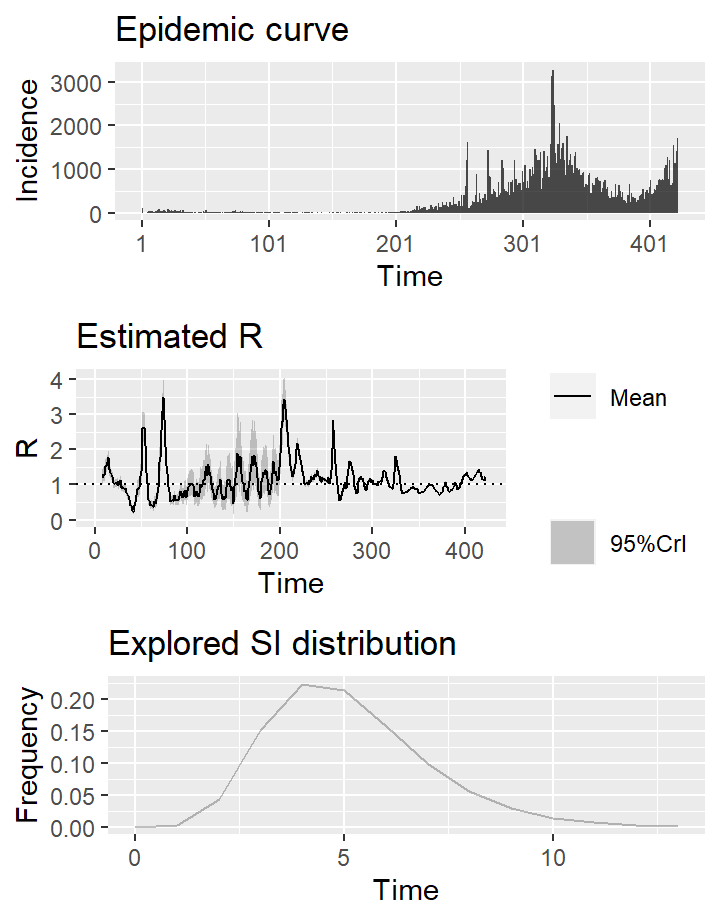 Epidemic curve
3000
2000
1000
0
Incidence
1 101 201 301 401
Time
Estimated R
4
3
2
1
0
R
0 100 200 300 400
Time
Mean
95%CrI
Explored SI distribution
0.20
0.15
0.10
0.05
0.00
Frequency
0 5 10
Time